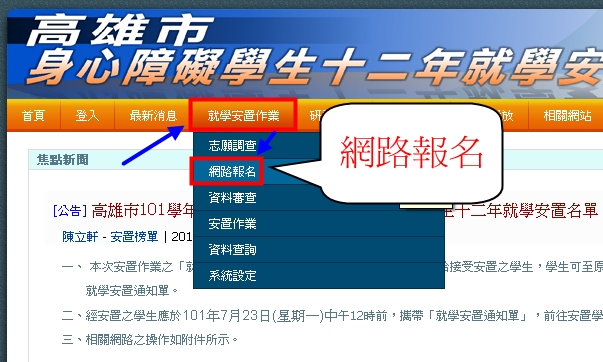 高雄市
身心障礙學生十二年就學安
首頁 登入 最新消息 就學安置作業 研 放 相關網站
志願調查
網路報名
資料審查
安置作業
資料查詢
系統設定
網路報名
焦點新聞
[公告] 高雄市101學年 至十二年就學安置名單
陳立軒 - 安置榜單 | 201
一、 本次安置作業之「就 接受安置之學生，學生可至原
就學安置通知單。
二、經安置之學生應於101年7月23日(星期一)中午12時前，攜帶「就學安置通知單」，前往安置學
三、相關網路之操作如附件所示。